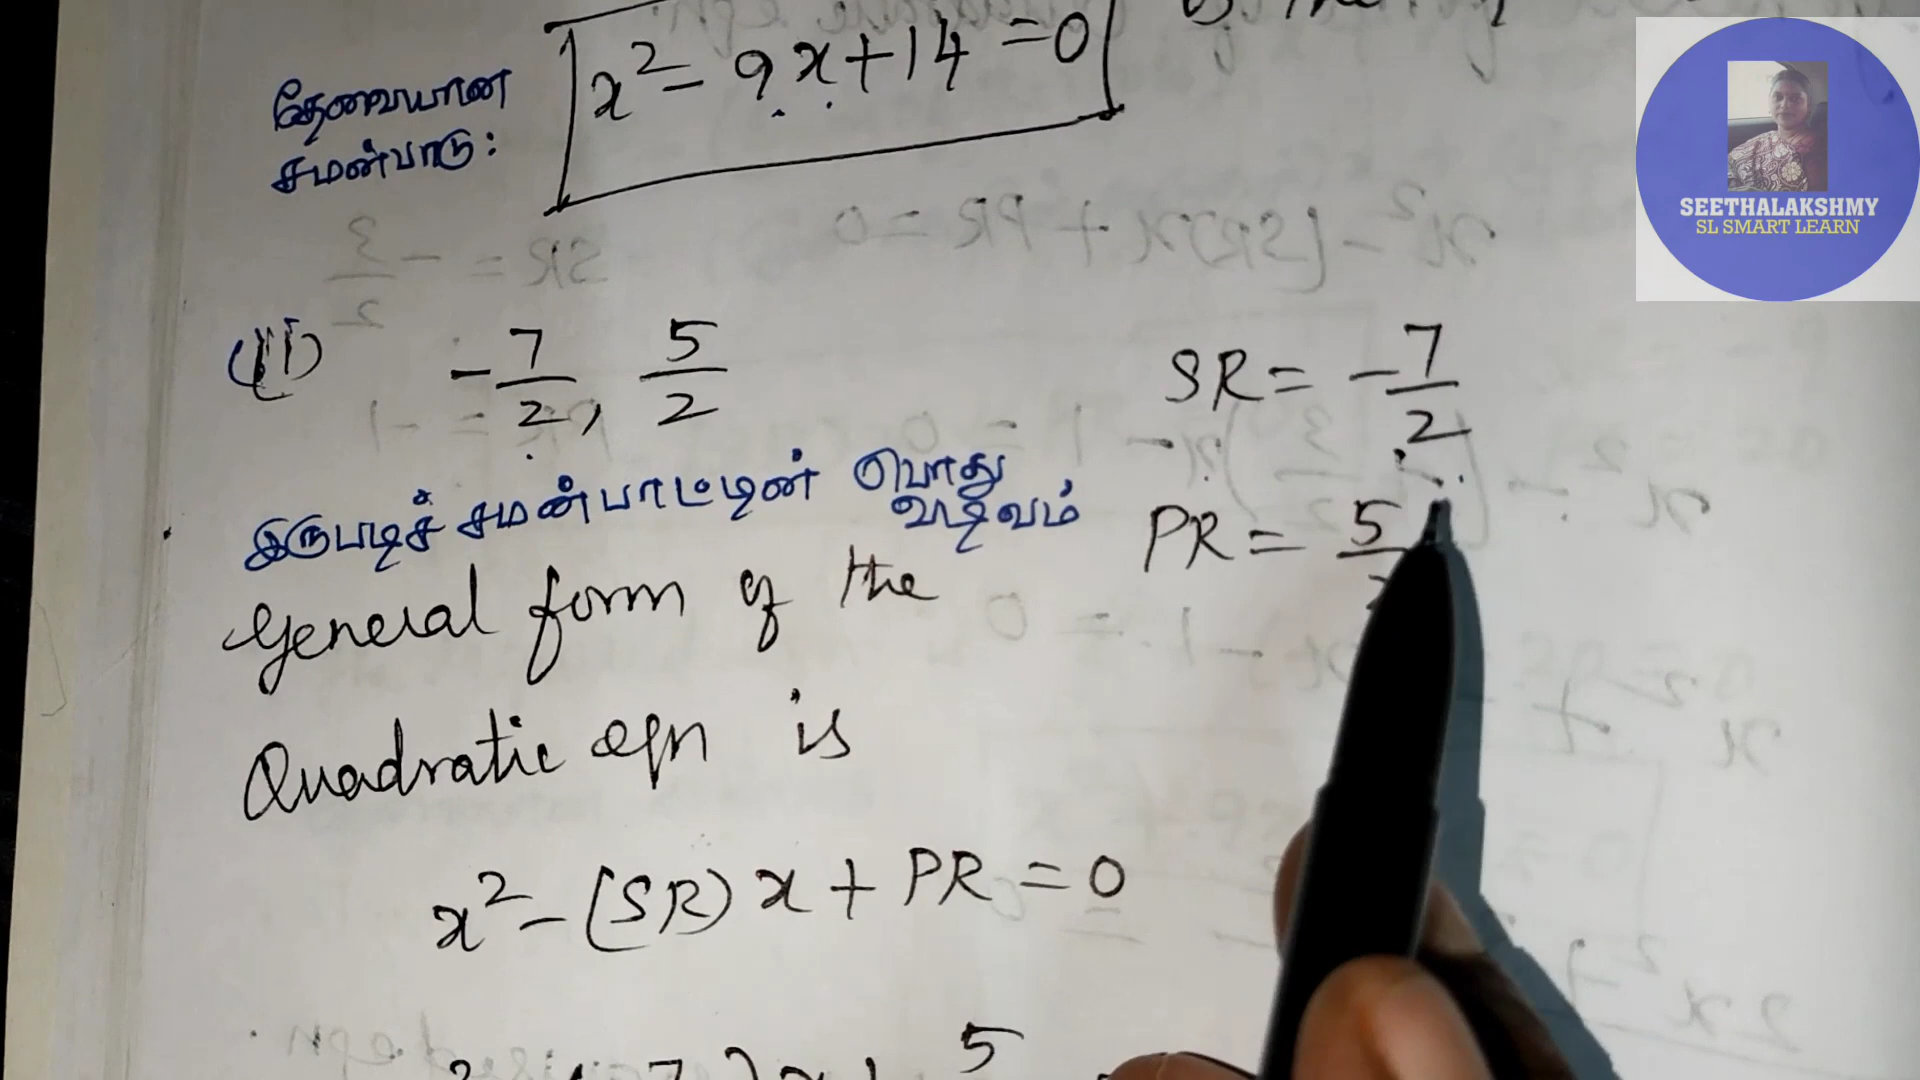 தேவையான
சமன்பாடு:
x² - 9x + 14 = 0
SEETHALAKSHMY
SL SMART LEARN
(ii) -7/2, 5/2
SR = -7/2
PR = 5/
இருபடிச் சமன்பாட்டின் பொது
வடிவம்
General form of the
Quadratic eqn is
x² - (SR)x + PR = 0